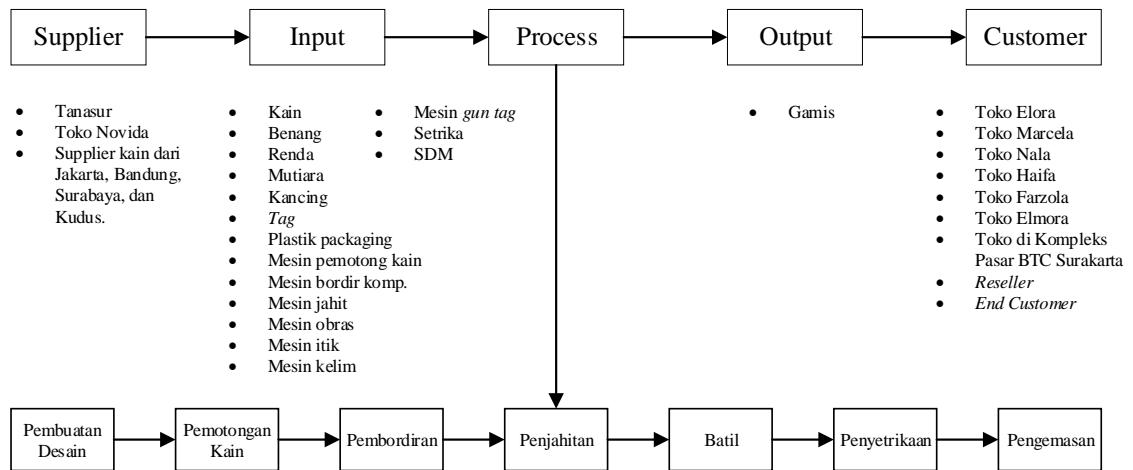 Supplier
Input
Process
Output
Customer
• Tanasur
• Toko Novida
• Supplier kain dari
Jakarta, Bandung,
Surabaya, dan
Kudus.
• Kain
• Benang
• Renda
• Mutiara
• Kancing
• Tag
• Plastik packaging
• Mesin pemotong kain
• Mesin bordir komp.
• Mesin jahit
• Mesin obras
• Mesin itik
• Mesin kelim
• Mesin gun tag
• Setrika
• SDM
• Gamis
• Toko Elora
• Toko Marcela
• Toko Nala
• Toko Haifa
• Toko Farzola
• Toko Elmora
• Toko di Kompleks
Pasar BTC Surakarta
• Reseller
• End Customer
Pembuatan
Desain
Pemotongan
Kain
Pembordiran
Penjahitan
Batil
Penyetrikaan
Pengemasan